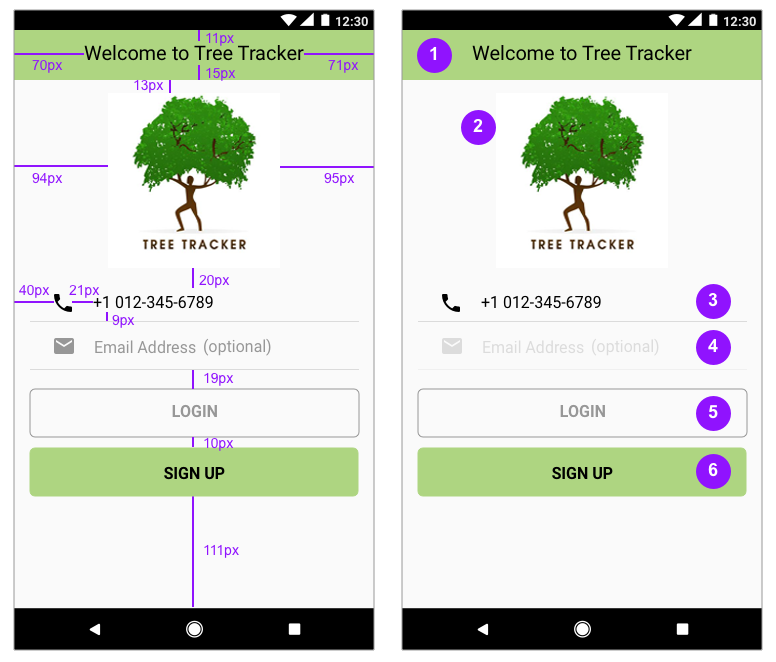 12:30
11px
Welcome to Tree Tracker
70px
71px
15px
13px
94px
95px
TREE TRACKER
20px
40px
21px
+1 012-345-6789
9px
Email Address (optional)
19px
LOGIN
10px
SIGN UP
111px
12:30
1
Welcome to Tree Tracker
2
TREE TRACKER
+1 012-345-6789
3
Email Address (optional)
4
LOGIN
5
SIGN UP
6